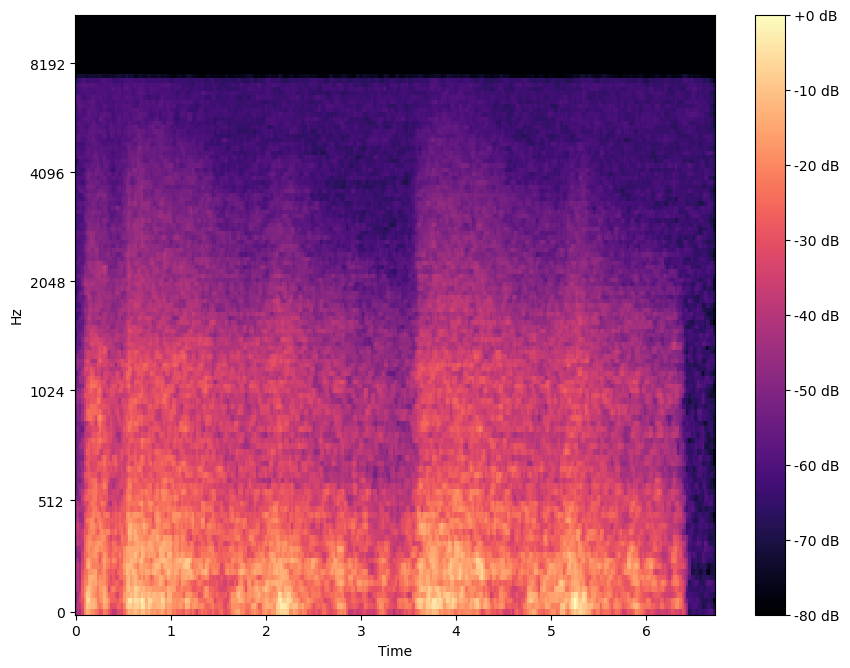 +0 dB
8192
-10 dB
4096
-20 dB
-30 dB
2048
Hz
-40 dB
1024
-50 dB
-60 dB
512
-70 dB
0
-80 dB
0 1 2 3 4 5 6
Time